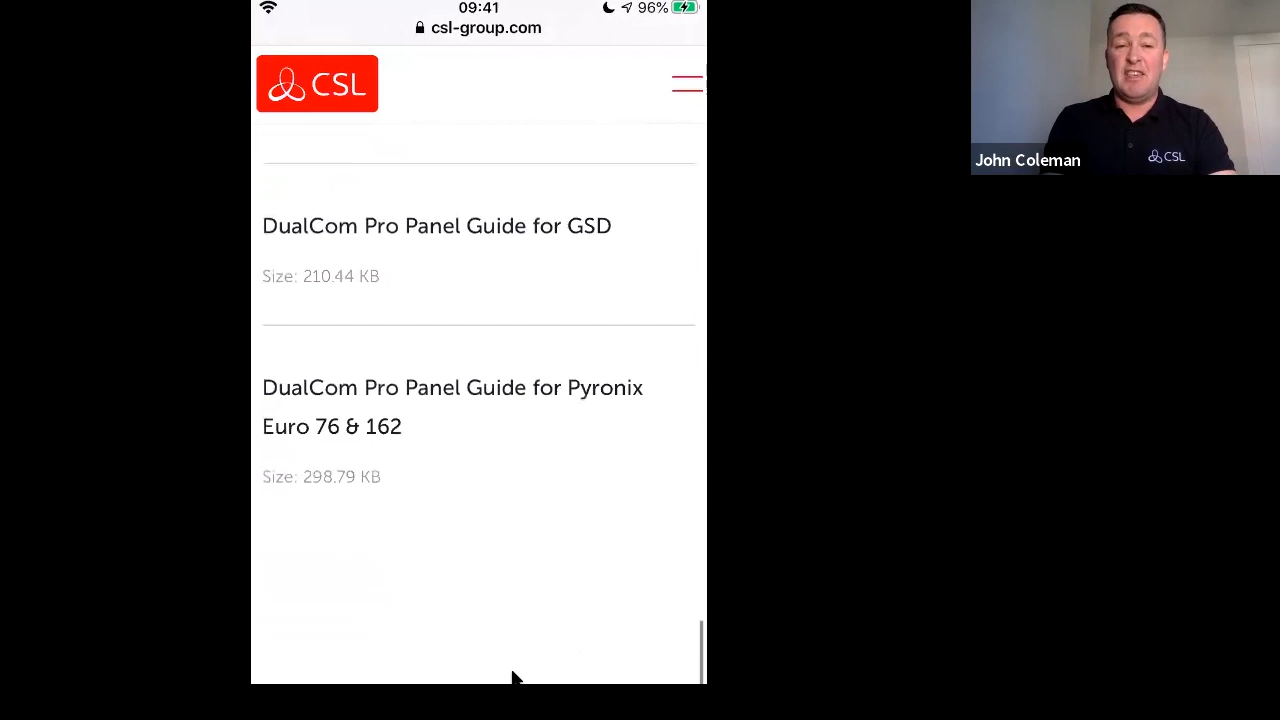 09:41
96%
csl-group.com
CSL
DualCom Pro Panel Guide for GSD
Size: 210.44 KB
DualCom Pro Panel Guide for Pyronix
Euro 76 & 162
Size: 298.79 KB
CSL
John Coleman